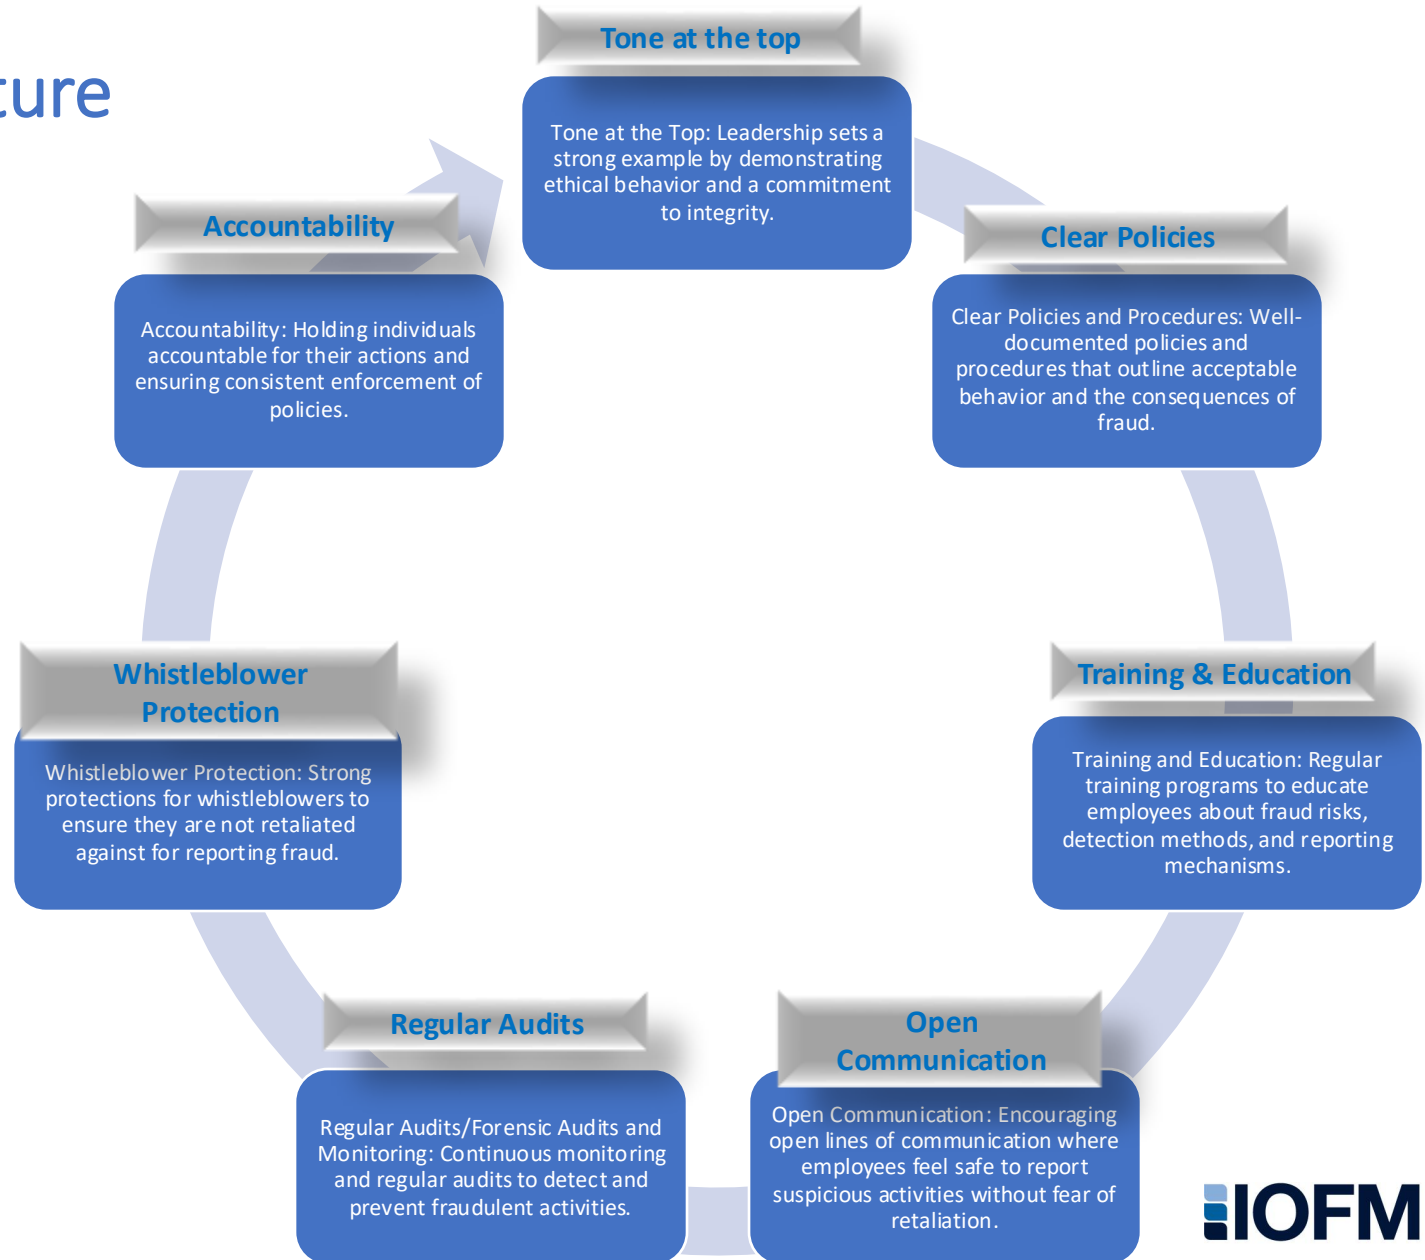 ture
Tone at the top
Tone at the Top: Leadership sets a
strong example by demonstrating
ethical behavior and a commitment
to integrity.
Clear Policies
Clear Policies and Procedures: Well-
documented policies and
procedures that outline acceptable
behavior and the consequences of
fraud.
Training & Education
Training and Education: Regular
training programs to educate
employees about fraud risks,
detection methods, and reporting
mechanisms.
Open
Communication
Open Communication: Encouraging
open lines of communication where
employees feel safe to report
suspicious activities without fear of
retaliation.
Regular Audits
Regular Audits/Forensic Audits and
Monitoring: Continuous monitoring
and regular audits to detect and
prevent fraudulent activities.
Whistleblower
Protection
Whistleblower Protection: Strong
protections for whistleblowers to
ensure they are not retaliated
against for reporting fraud.
Accountability
Accountability: Holding individuals
accountable for their actions and
ensuring consistent enforcement of
policies.
IOFM